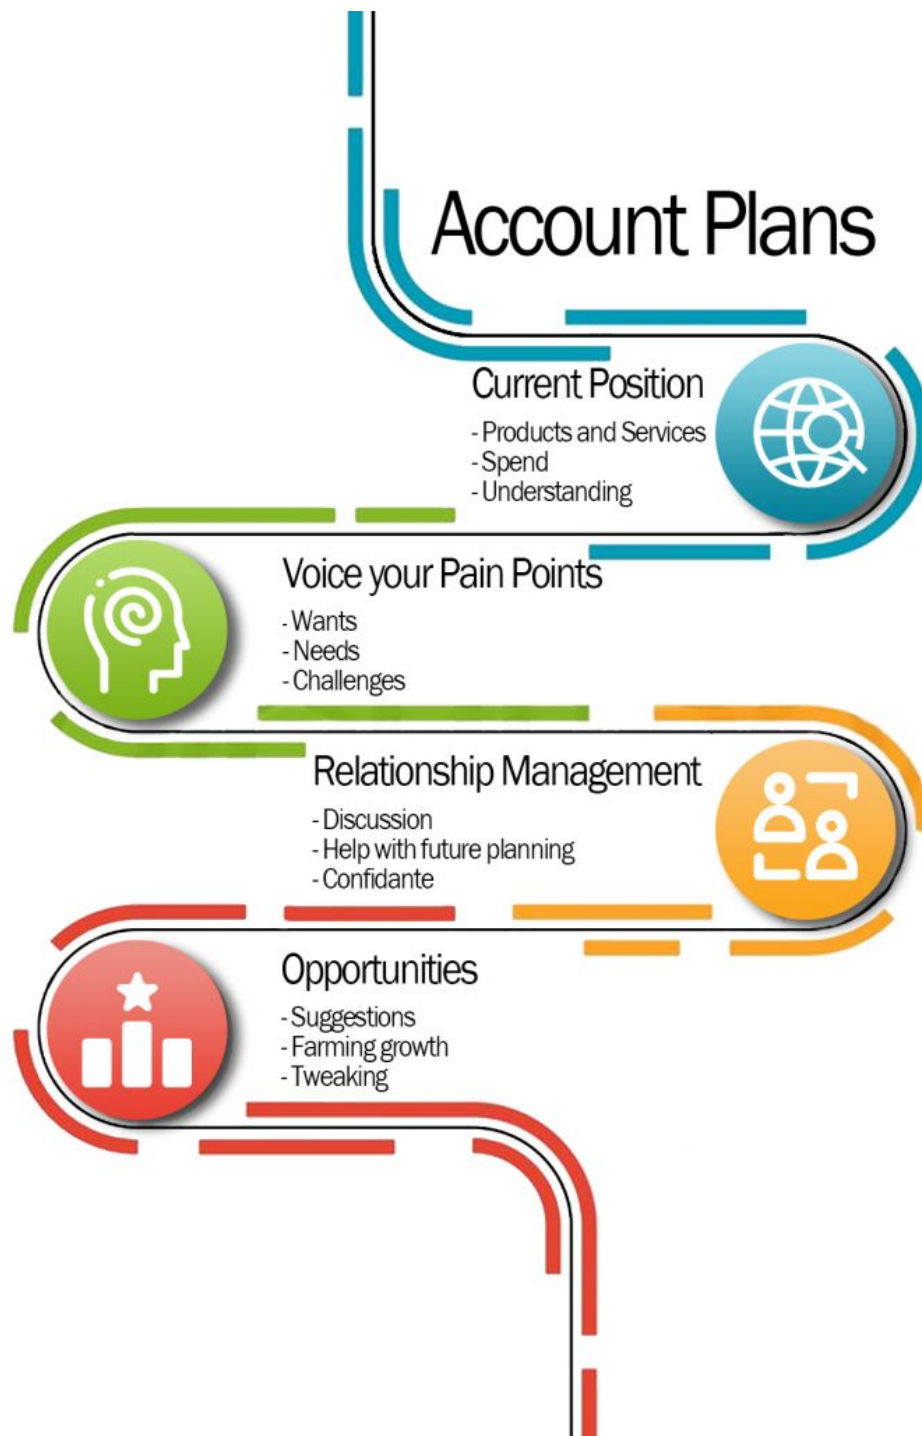 Account Plans
Current Position
- Products and Services
- Spend
- Understanding
Voice your Pain Points
- Wants
- Needs
- Challenges
Relationship Management
- Discussion
- Help with future planning
- Confidante
Opportunities
- Suggestions
- Farming growth
- Tweaking